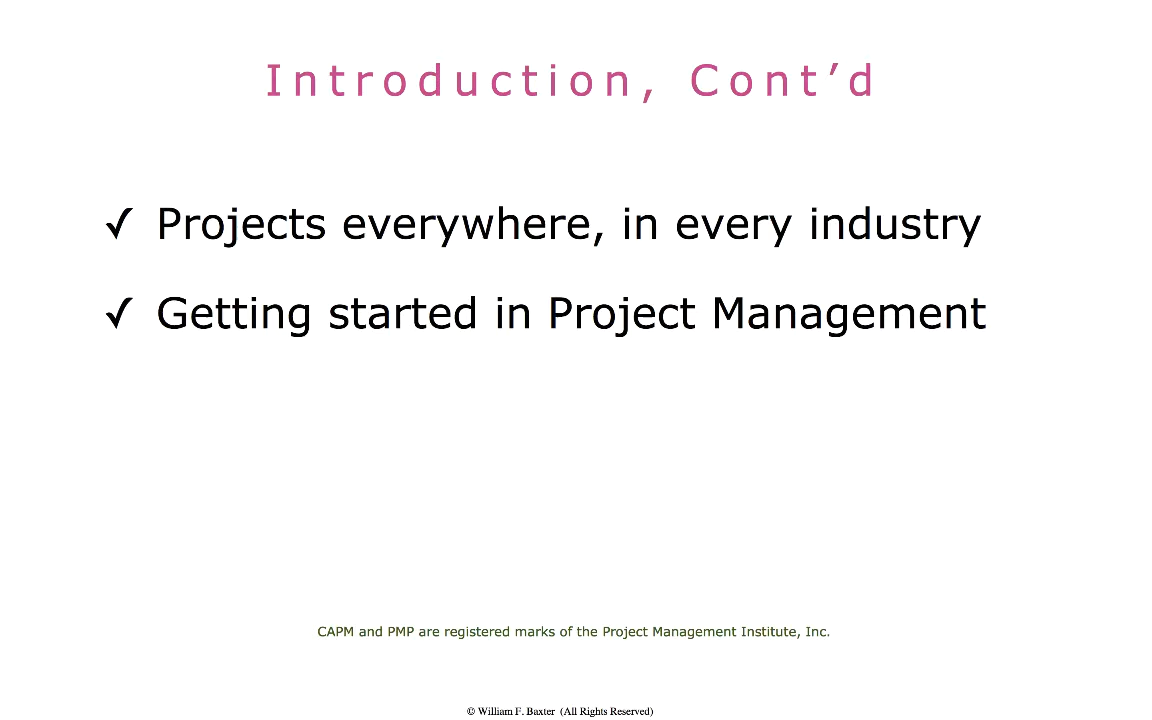 Introduction, Cont’d
✓ Projects everywhere, in every industry
✓ Getting started in Project Management
CAPM and PMP are registered marks of the Project Management Institute, Inc.
© William F. Baxter (All Rights Reserved)